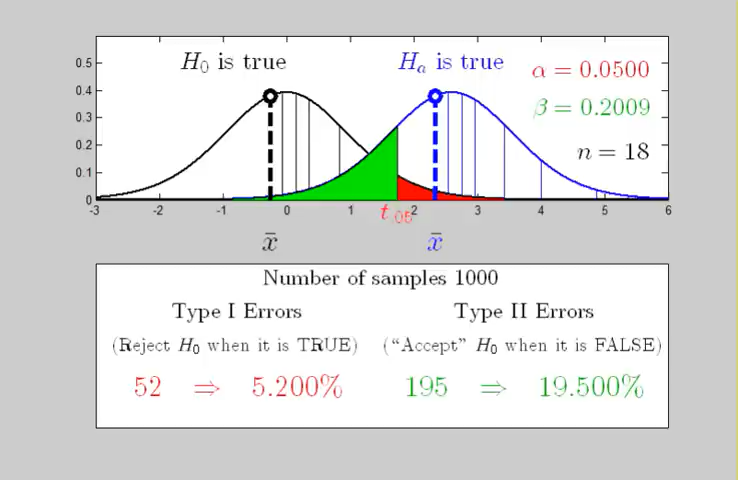 H₀ is true
Hₐ is true
α = 0.0500
β = 0.2009
n = 18
0.5
0.4
0.3
0.2
0.1
0
-3 -2 -1 0 1 2 3 4 5 6
t.05
x̄ x̄
Number of samples 1000
Type I Errors Type II Errors
(Reject H₀ when it is TRUE) (“Accept” H₀ when it is FALSE)
52 ⇒ 5.200% 195 ⇒ 19.500%